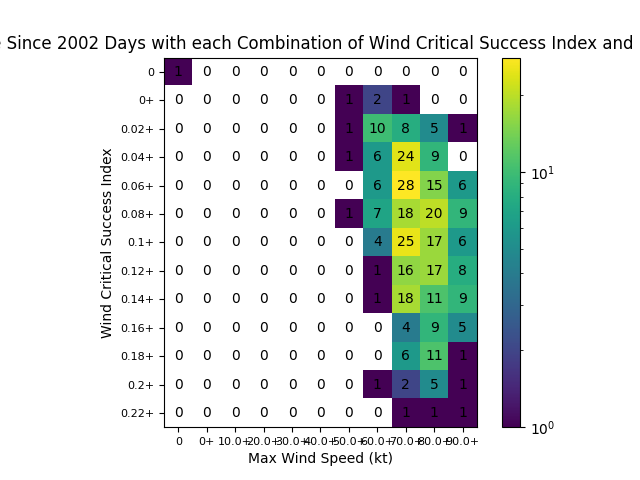 Since 2002 Days with each Combination of Wind Critical Success Index and
0 1 0 0 0 0 0 0 0 0 0 0
0+ 0 0 0 0 0 0 1 2 1 0 0
0.02+ 0 0 0 0 0 0 1 10 8 5 1
0.04+ 0 0 0 0 0 0 1 6 24 9 0
0.06+ 0 0 0 0 0 0 0 6 28 15 6
0.08+ 0 0 0 0 0 0 1 7 18 20 9
0.1+ 0 0 0 0 0 0 0 4 25 17 6
0.12+ 0 0 0 0 0 0 0 1 16 17 8
0.14+ 0 0 0 0 0 0 0 1 18 11 9
0.16+ 0 0 0 0 0 0 0 0 4 9 5
0.18+ 0 0 0 0 0 0 0 0 6 11 1
0.2+ 0 0 0 0 0 0 0 1 2 5 1
0.22+ 0 0 0 0 0 0 0 0 1 1 1
0 0+ 10.0+ 20.0+ 30.0+ 40.0+ 50.0+ 60.0+ 70.0+ 80.0+ 90.0+
Max Wind Speed (kt)
Wind Critical Success Index
10¹
10⁰